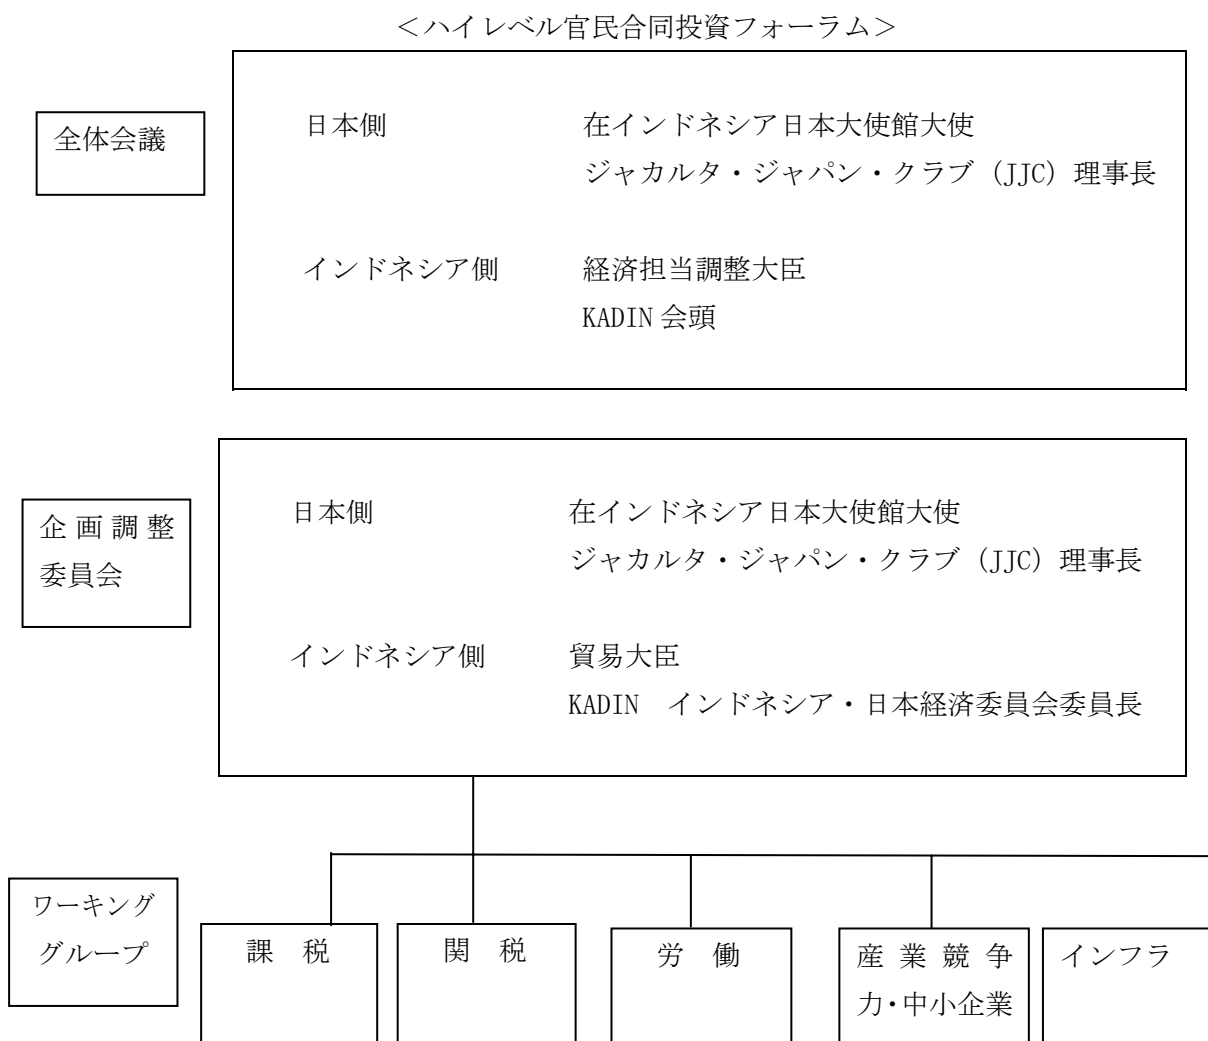 ＜ハイレベル官民合同投資フォーラム＞
全体会議
日本側　在インドネシア日本大使館大使
ジャカルタ・ジャパン・クラブ（JJC）理事長
インドネシア側　経済担当調整大臣
KADIN 会頭
企画調整
委員会
日本側　在インドネシア日本大使館大使
ジャカルタ・ジャパン・クラブ（JJC）理事長
インドネシア側　貿易大臣
KADIN　インドネシア・日本経済委員会委員長
ワーキング
グループ
課　税
関　税
労　働
産業競争
力・中小企業
インフラ